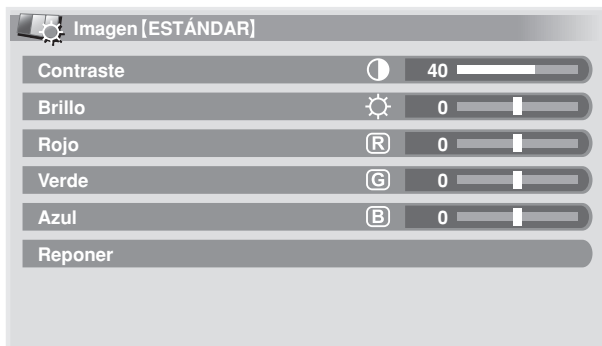 Imagen [ESTÁNDAR]
Contraste 40
Brillo 0
Rojo R 0
Verde G 0
Azul B 0
Reponer